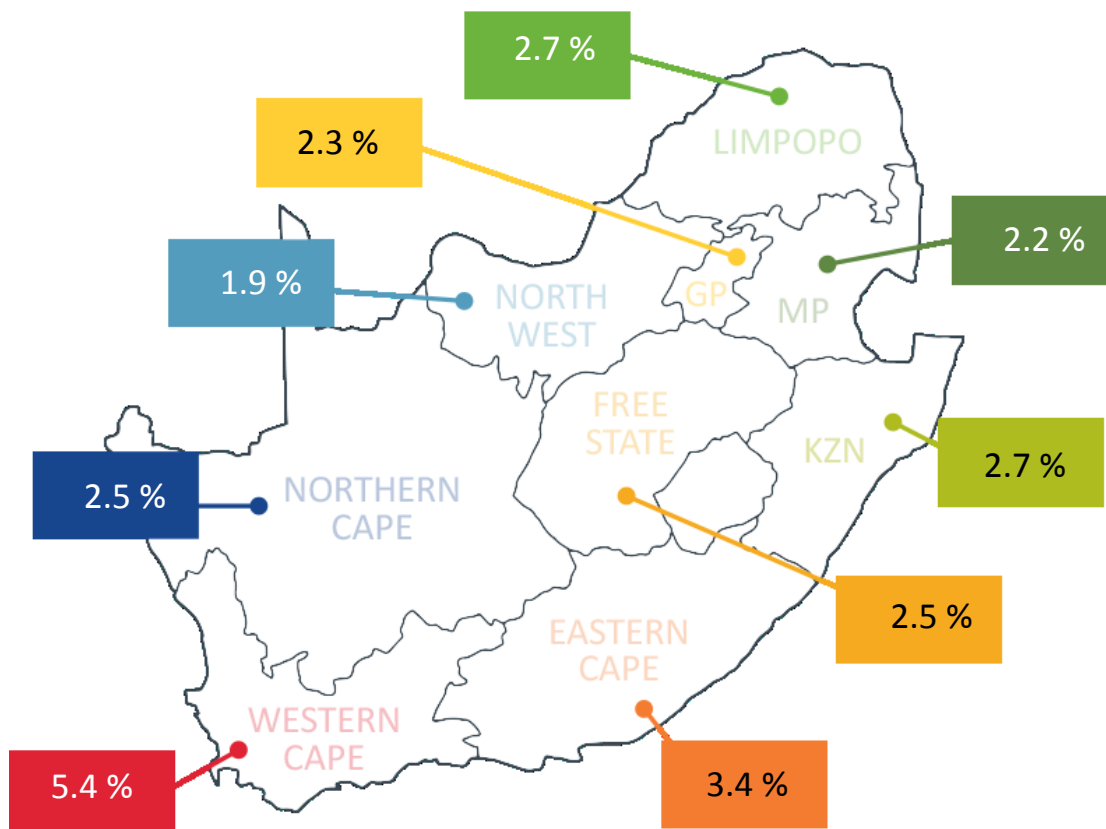 2.7 %
LIMPOPO
2.3 %
2.2 %
1.9 %
NORTH
WEST
GP
MP
FREE
STATE
KZN
2.7 %
2.5 %
NORTHERN
CAPE
2.5 %
EASTERN
CAPE
WESTERN
CAPE
5.4 %
3.4 %